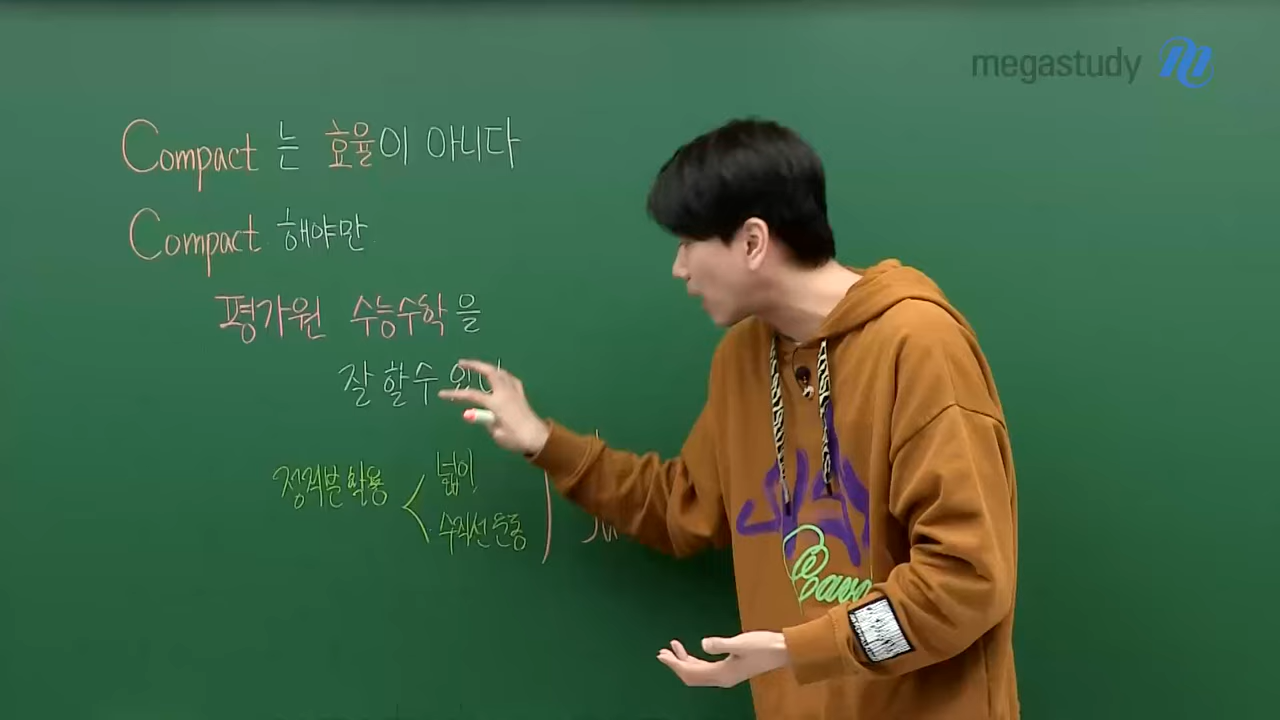 megastudy
Compact 는 효율이 아니다
Compact 해야만
평가원 수능수학을
잘 할 수
정적분 활용
넓이
수직선 운동